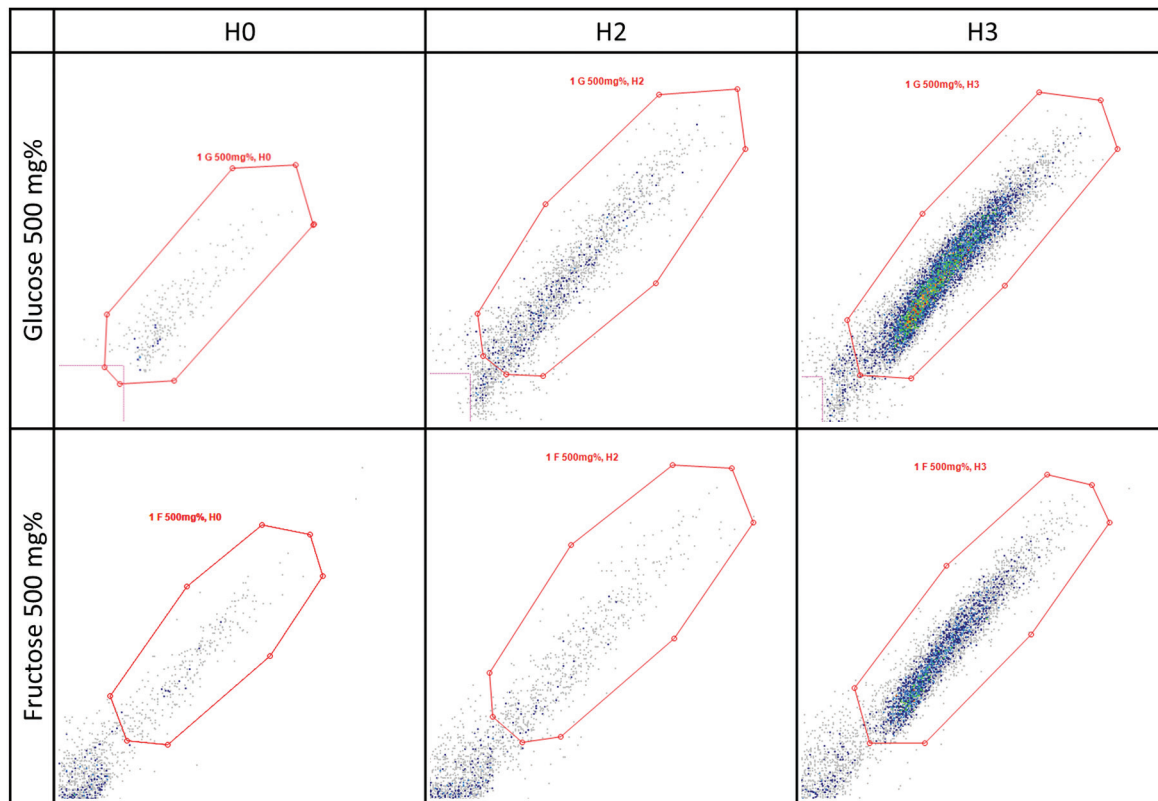 H0
H2
H3
Glucose 500 mg%
1 G 500mg%, H0
1 G 500mg%, H2
1 G 500mg%, H3
Fructose 500 mg%
1 F 500mg%, H0
1 F 500mg%, H2
1 F 500mg%, H3